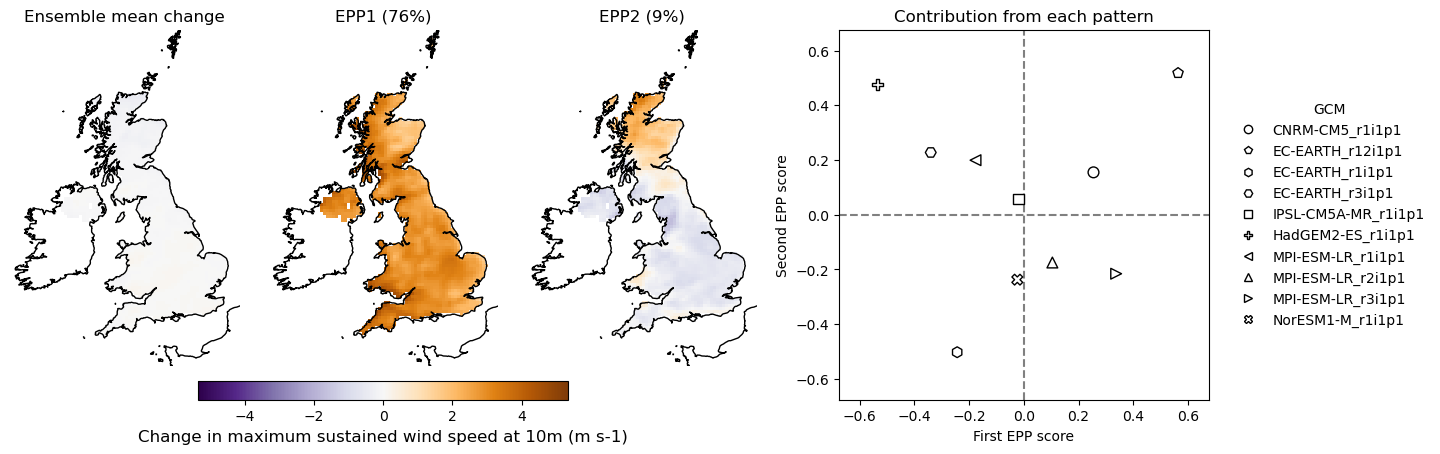 Ensemble mean change
EPP1 (76%)
EPP2 (9%)
Contribution from each pattern
−4 −2 0 2 4
Change in maximum sustained wind speed at 10m (m s-1)
Second EPP score
0.6
0.4
0.2
0.0
−0.2
−0.4
−0.6
−0.6 −0.4 −0.2 0.0 0.2 0.4 0.6
First EPP score
GCM
CNRM-CM5_r1i1p1
EC-EARTH_r12i1p1
EC-EARTH_r1i1p1
EC-EARTH_r3i1p1
IPSL-CM5A-MR_r1i1p1
HadGEM2-ES_r1i1p1
MPI-ESM-LR_r1i1p1
MPI-ESM-LR_r2i1p1
MPI-ESM-LR_r3i1p1
NorESM1-M_r1i1p1